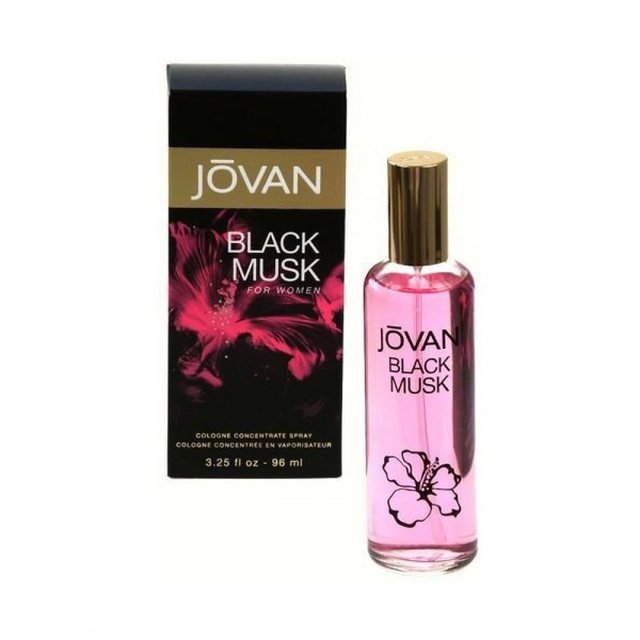 JŌVAN
BLACK
MUSK
FOR WOMEN
COLOGNE CONCENTRATE SPRAY
COLOGNE CONCENTRÉE EN VAPORISATEUR
3.25 fl oz - 96 ml
JŌVAN
BLACK
MUSK